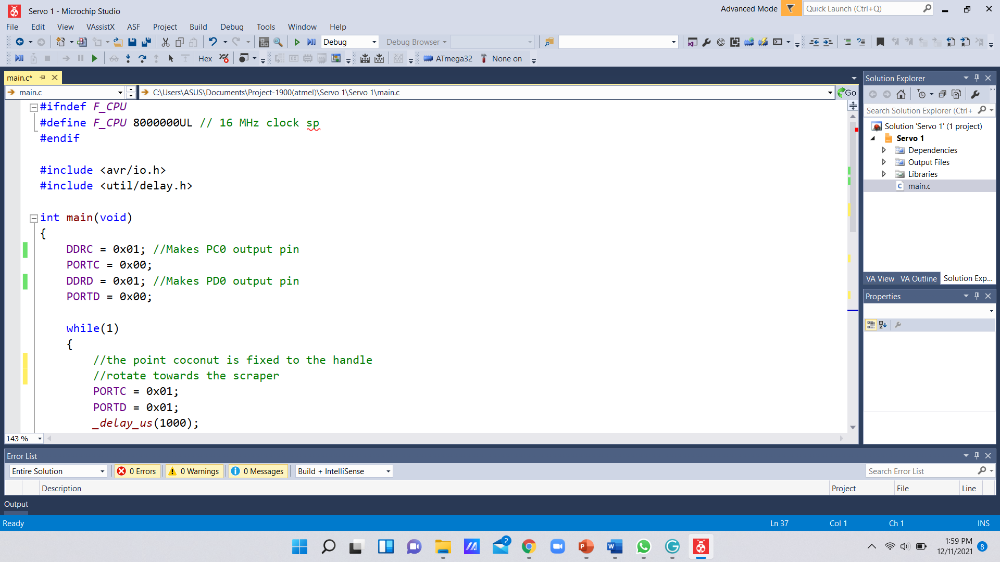 Servo 1 - Microchip Studio
Advanced Mode
Quick Launch (Ctrl+Q)
File Edit View VAssistX ASF Project Build Debug Tools Window Help
Debug Debug Browser
Hex ATmega32 None on
main.c*
main.c C:\Users\ASUS\Documents\Project-1900(atmel)\Servo 1\Servo 1\main.c Go
#ifndef F_CPU
#define F_CPU 8000000UL // 16 MHz clock sp
#endif
#include <avr/io.h>
#include <util/delay.h>
int main(void)
{
DDRC = 0x01; //Makes PC0 output pin
PORTC = 0x00;
DDRD = 0x01; //Makes PD0 output pin
PORTD = 0x00;
while(1)
{
//the point coconut is fixed to the handle
//rotate towards the scraper
PORTC = 0x01;
PORTD = 0x01;
_delay_us(1000);
143 %
Solution Explorer
Search Solution Explorer (Ctrl+
Solution 'Servo 1' (1 project)
Servo 1
Dependencies
Output Files
Libraries
main.c
VA View VA Outline Solution Exp...
Properties
Error List
Entire Solution 0 Errors 0 Warnings 0 Messages Build + IntelliSense Search Error List
Description Project File Line
Output
Ready Ln 37 Col 1 Ch 1 INS
2
1:59 PM
12/11/2021
8